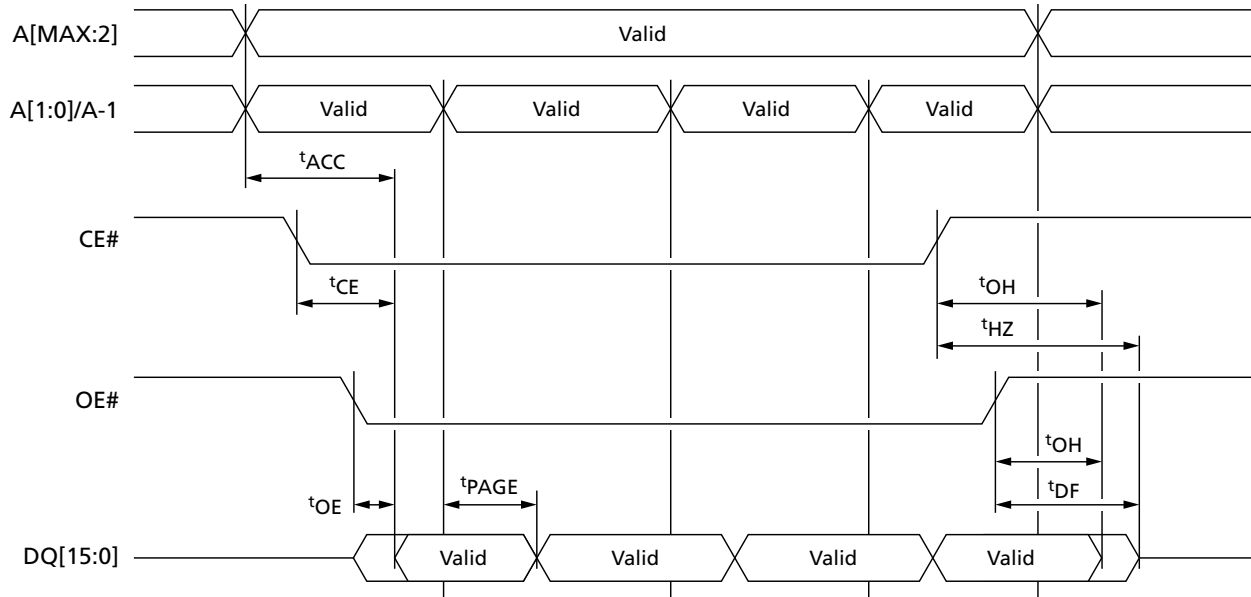 A[MAX:2]
Valid
A[1:0]/A-1
Valid Valid Valid Valid
tACC
CE#
tCE
tOH
tHZ
OE#
tOH
tOE
tPAGE
tDF
DQ[15:0]
Valid Valid Valid Valid